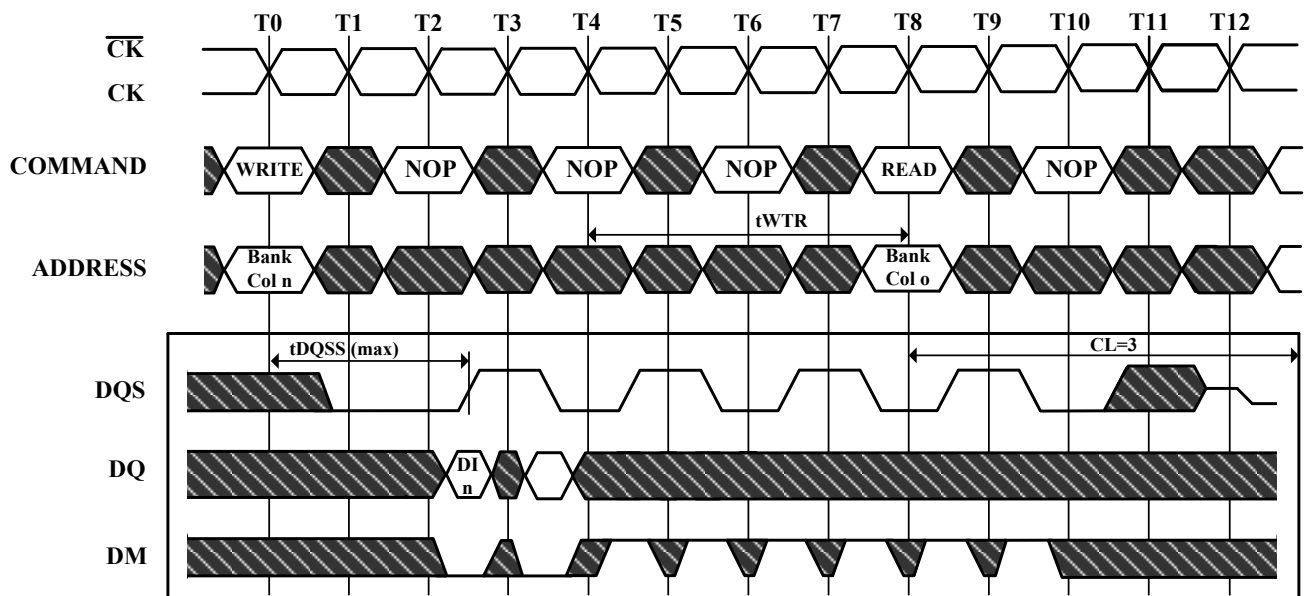 T0 T1 T2 T3 T4 T5 T6 T7 T8 T9 T10 T11 T12
CK
CK
COMMAND WRITE NOP NOP NOP READ NOP
tWTR
ADDRESS Bank Col n Bank Col o
tDQSS (max) CL=3
DQS
DQ DI n
DM